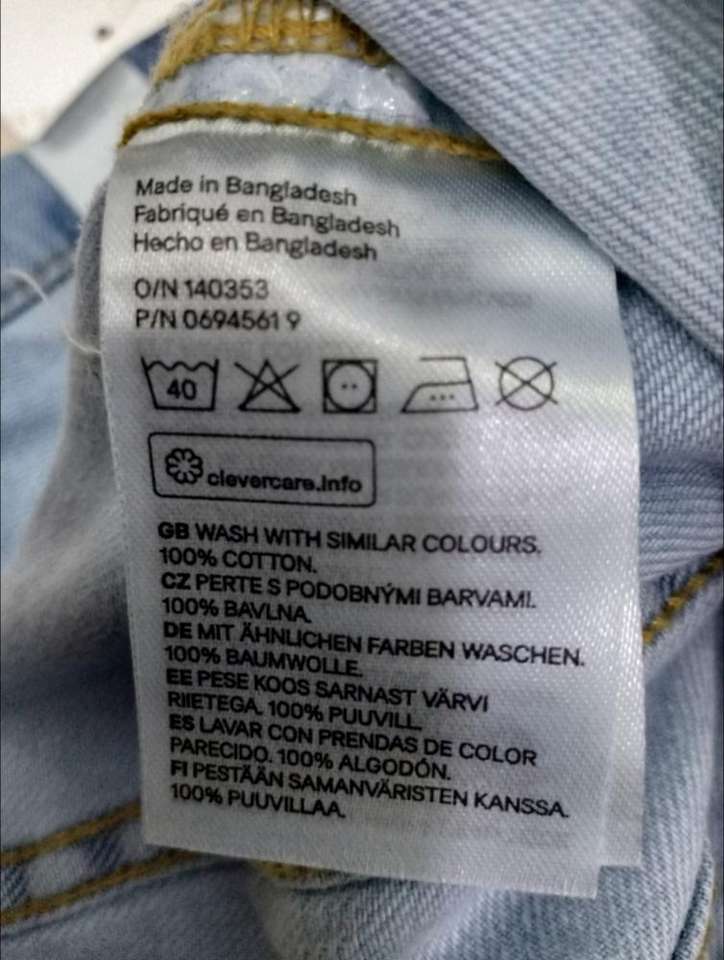 Made in Bangladesh
Fabriqué en Bangladesh
Hecho en Bangladesh
O/N 140353
P/N 0694561 9
40
clevercare.info
GB WASH WITH SIMILAR COLOURS.
100% COTTON.
CZ PERTE S PODOBNÝMI BARVAMI.
100% BAVLNA
DE MIT ÄHNLICHEN FARBEN WASCHEN.
100% BAUMWOLLE.
EE PESE KOOS SARNAST VÄRVI
RIIETEGA. 100% PUUVILL.
ES LAVAR CON PRENDAS DE COLOR
PARECIDO. 100% ALGODÓN.
FI PESTÄÄN SAMANVÄRISTEN KANSSA.
100% PUUVILLAA.